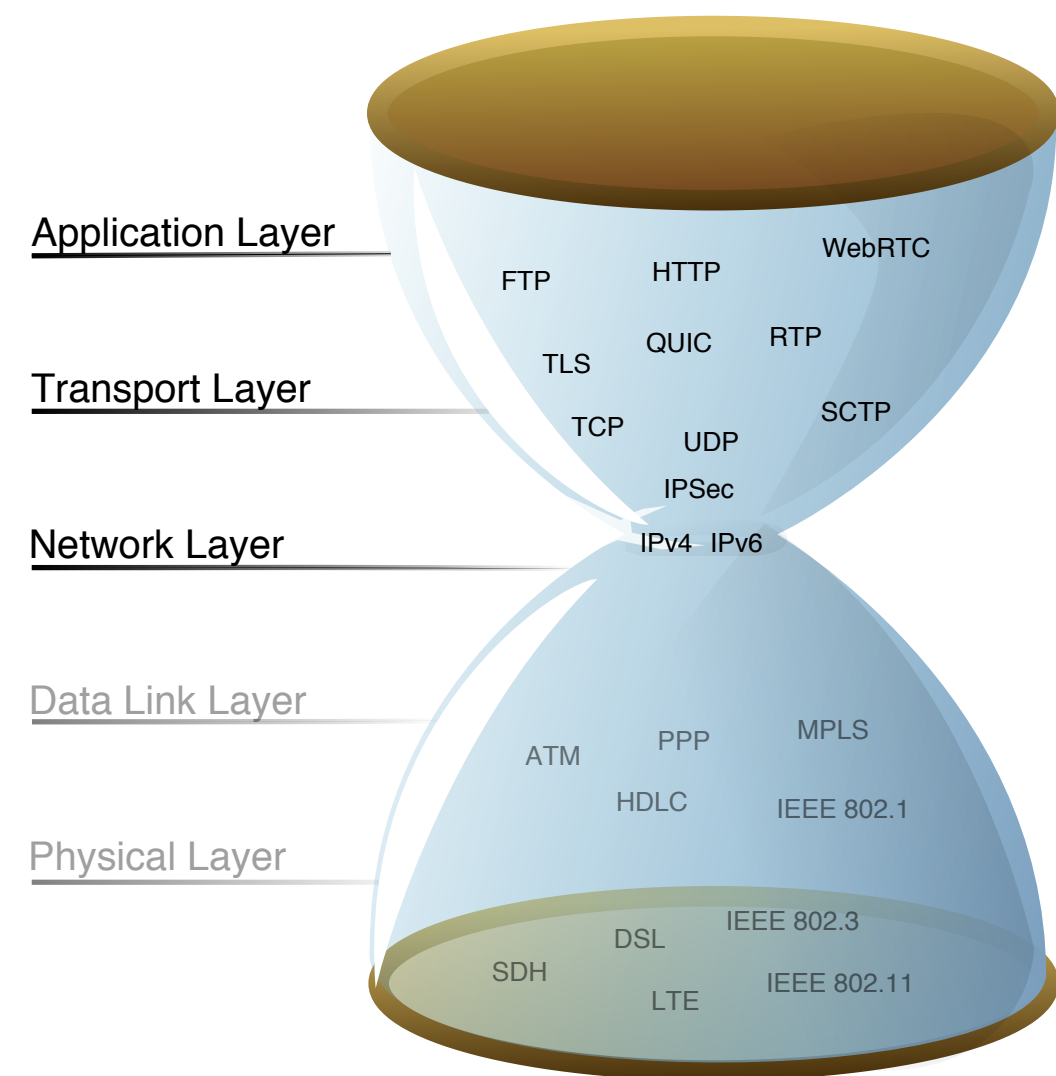 Application Layer
WebRTC
FTP
HTTP
QUIC
RTP
TLS
Transport Layer
TCP
UDP
SCTP
IPSec
Network Layer
IPv4 IPv6
Data Link Layer
ATM
PPP
MPLS
HDLC
IEEE 802.1
Physical Layer
DSL
IEEE 802.3
SDH
LTE
IEEE 802.11